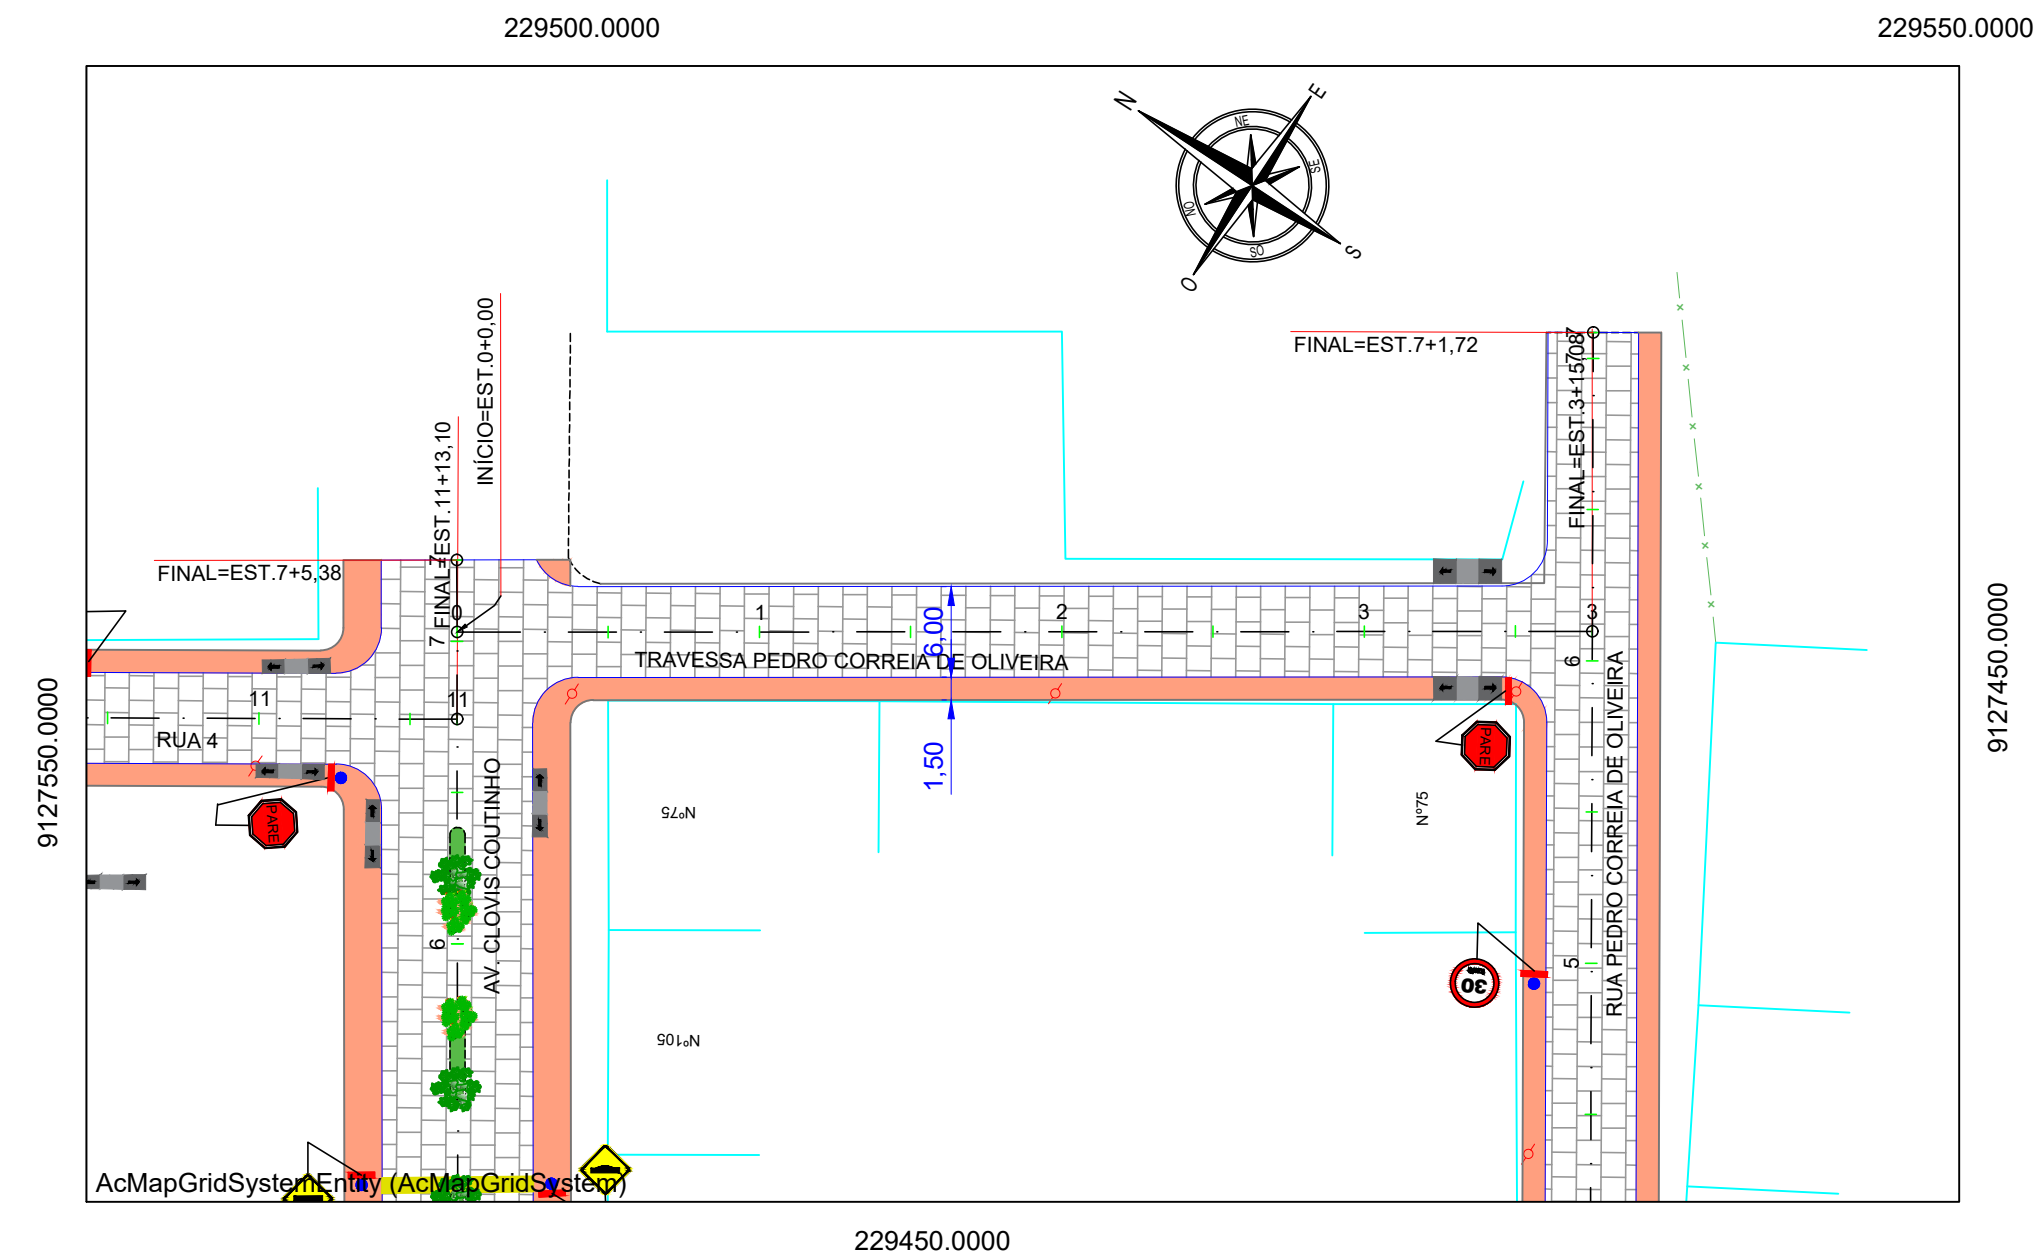 229500.0000
229550.0000
N
E
NE
SE
NO
SO
S
O
INÍCIO=EST.0+0,00
FINAL=EST.11+13,10
FINAL=EST.7+1,72
FINAL=EST.3+15,08
7
FINAL=EST.7+5,38
7
0
7
1
2
3
3
6,00
TRAVESSA PEDRO CORREIA DE OLIVEIRA
6
11
11
RUA 4
1,50
PARE
PARE
Nº75
Nº75
AV. CLOVIS COUTINHO
RUA PEDRO CORREIA DE OLIVEIRA
6
5
30
Nº105
9127550.0000
9127450.0000
AcMapGridSystemEntity (AcMapGridSystem)
229450.0000